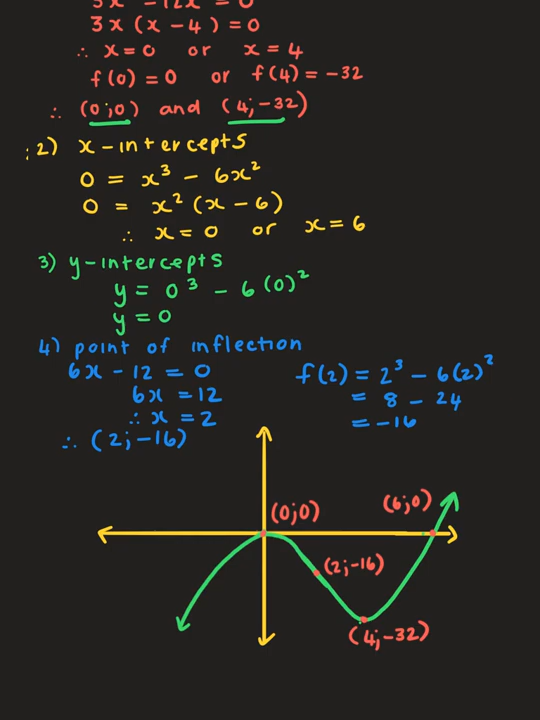 3x² - 12x = 0
3x (x - 4) = 0
∴ x = 0 or x = 4
f(0) = 0 or f(4) = -32
∴ (0;0) and (4;-32)
2) x-intercepts
0 = x³ - 6x²
0 = x² (x - 6)
∴ x = 0 or x = 6
3) y-intercepts
y = 0³ - 6(0)²
y = 0
4) point of inflection
6x - 12 = 0
6x = 12
∴ x = 2
∴ (2;-16)
f(2) = 2³ - 6(2)²
= 8 - 24
= -16
(0;0)
(6;0)
(2;-16)
(4;-32)